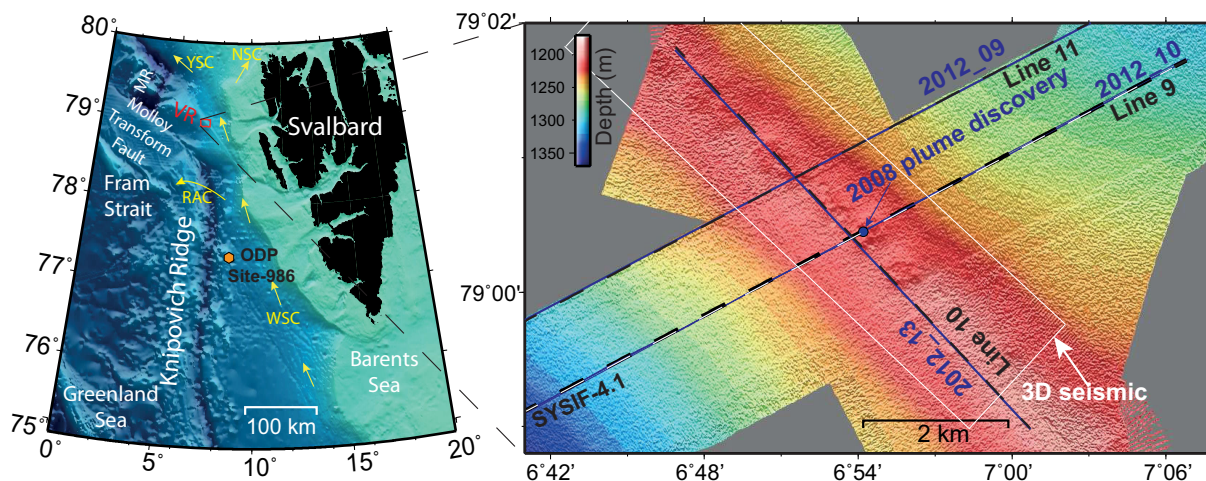 80
79
78
77
76
75˚
0˚
5˚
10˚
15˚
20˚
YSC
NSC
MR
VR
Molloy
Transform
Fault
Svalbard
Fram
Strait
RAC
Knipovich Ridge
ODP
Site-986
WSC
Barents
Sea
Greenland
Sea
100 km
79˚02'
79˚00'
1200
1250
1300
1350
Depth (m)
2012_09
Line 11
2012_10
Line 9
2008 plume discovery
SYSIF-4.1
2012_13
Line 10
3D seismic
2 km
6˚42'
6˚48'
6˚54'
7˚00'
7˚06'